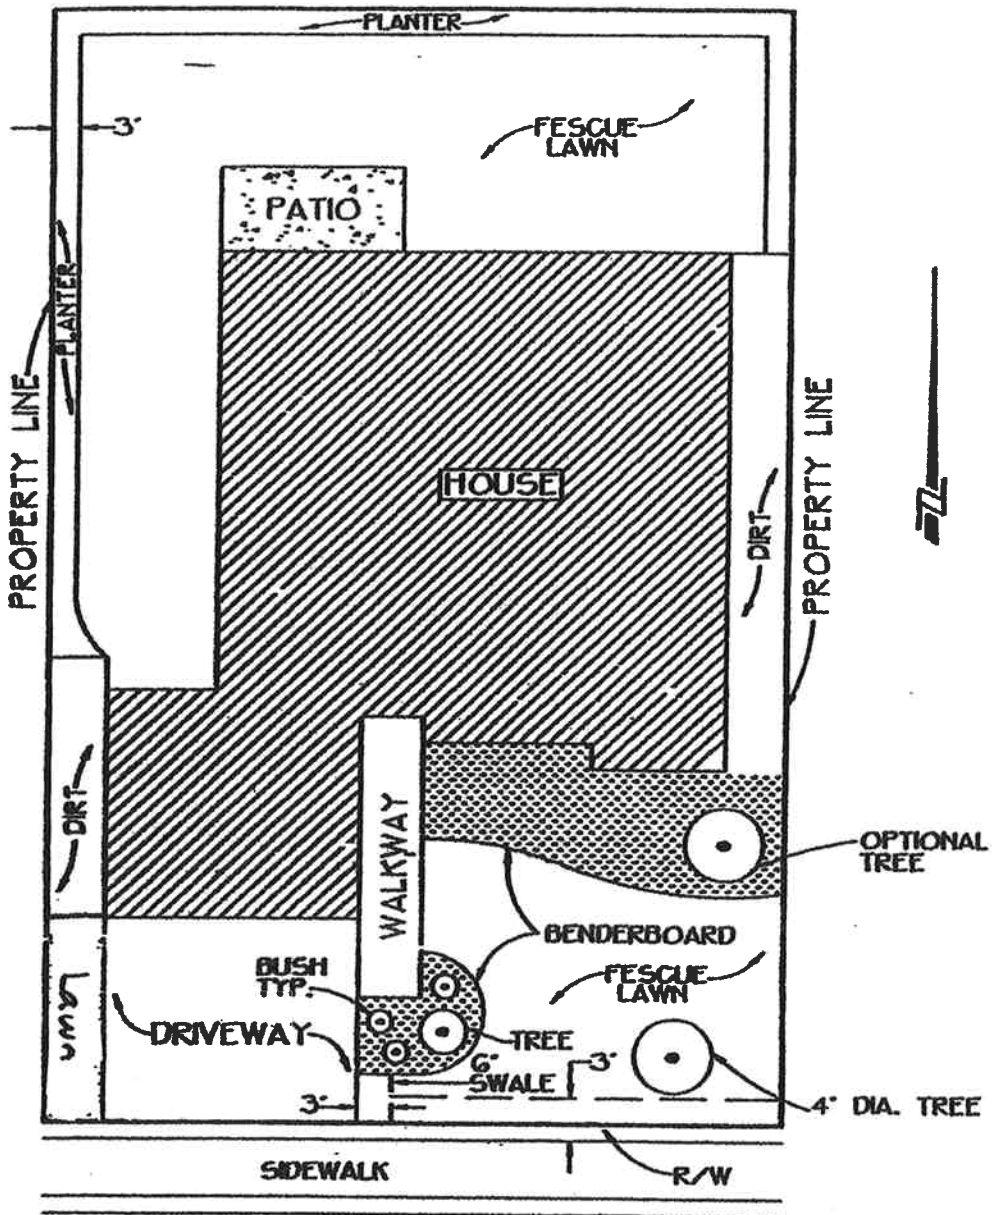 PLANTER
3'
FESCUE
LAWN
PATIO
PLANTER
PROPERTY LINE
HOUSE
DIRT
PROPERTY LINE
N
DIRT
WALKWAY
OPTIONAL
TREE
BENDERBOARD
BUSH
TYP.
FESCUE
LAWN
Lawn
DRIVEWAY
TREE
6"
SWALE
3'
3'
4" DIA. TREE
SIDEWALK
R/W